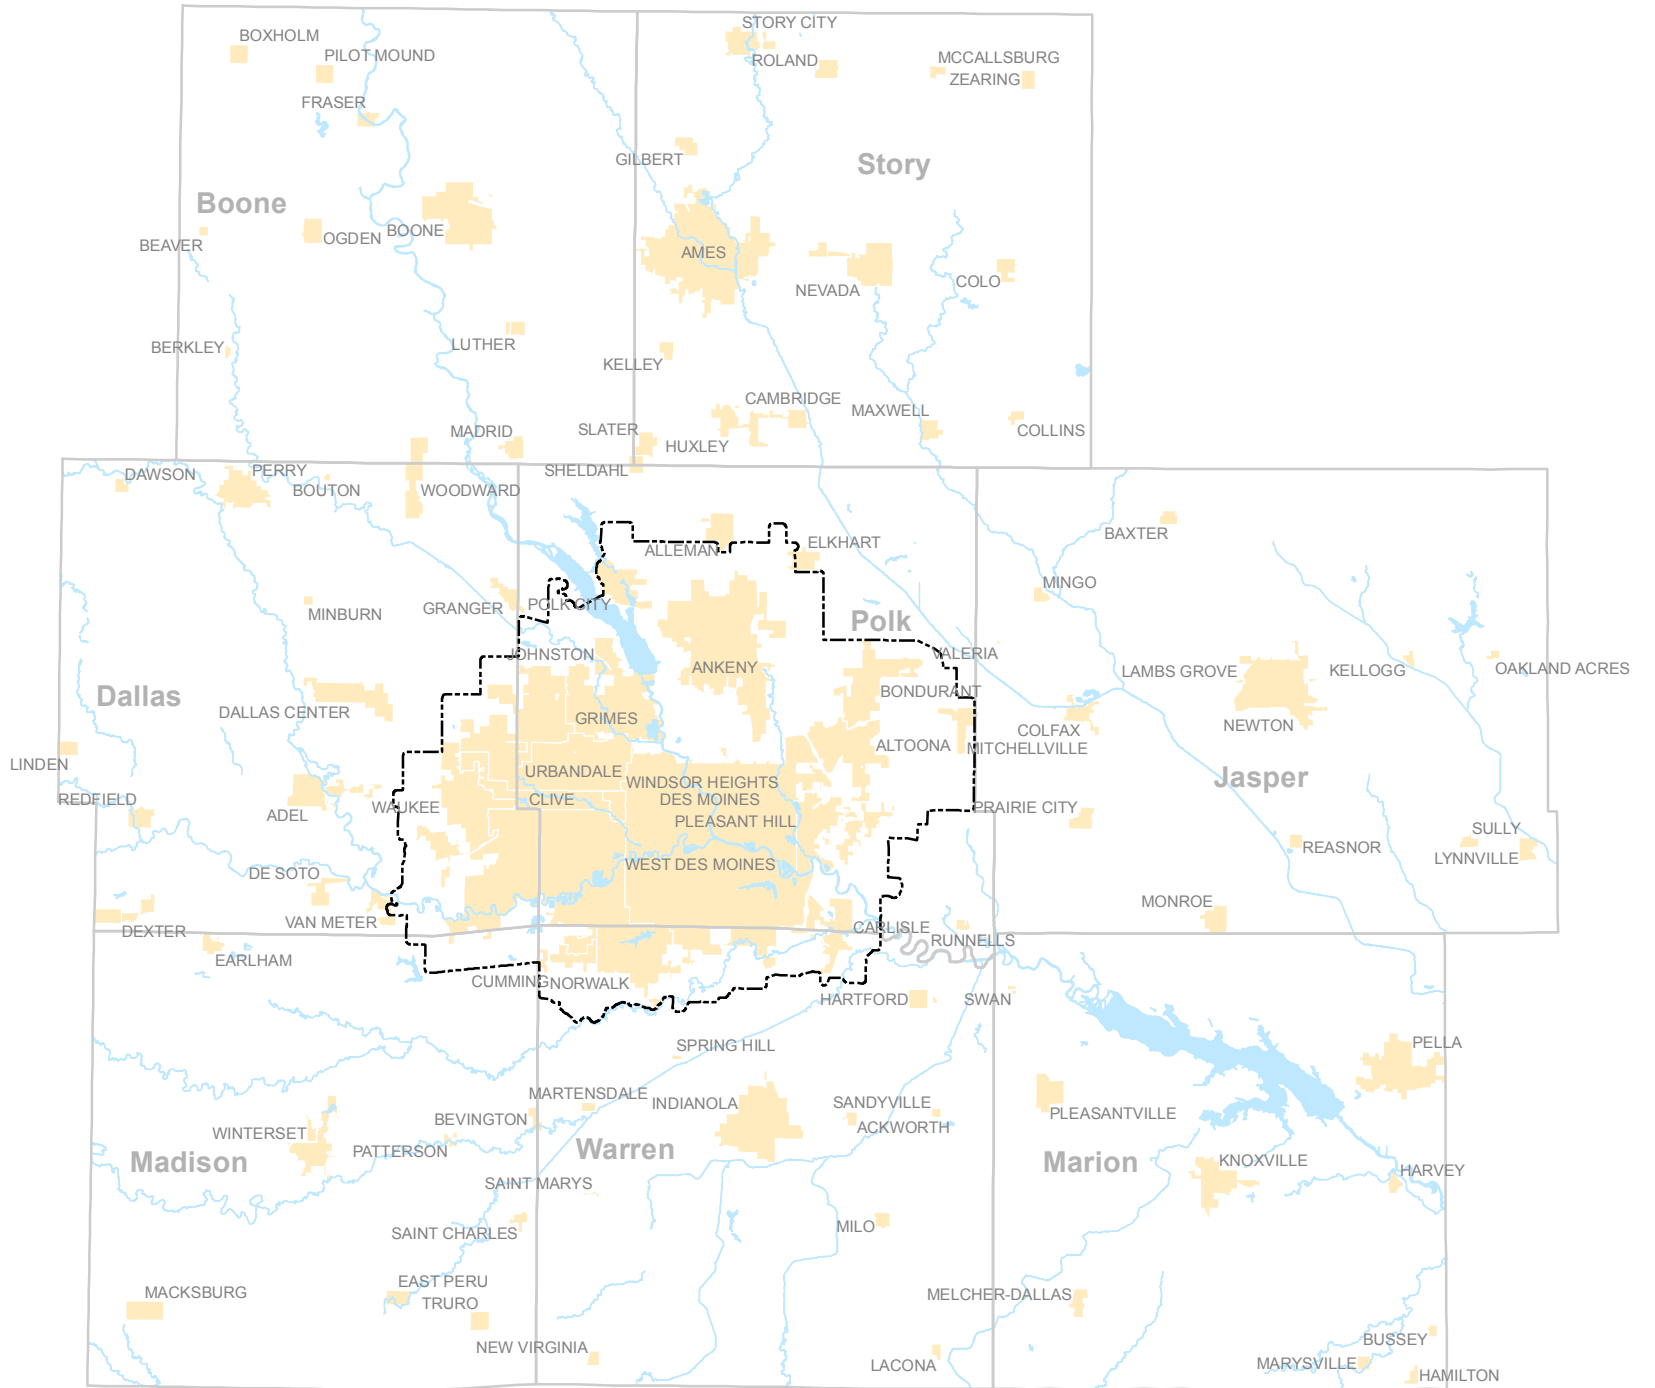 STORY CITY
BOXHOLM
PILOT MOUND
ROLAND
MCCALLSBURG
ZEARING
FRASER
GILBERT
Story
Boone
BEAVER
OGDEN
BOONE
AMES
NEVADA
COLO
BERKLEY
LUTHER
KELLEY
CAMBRIDGE
MAXWELL
MADRID
SLATER
HUXLEY
COLLINS
DAWSON
PERRY
BOUTON
WOODWARD
SHELDAHL
BAXTER
ALLEMAN
ELKHART
MINGO
MINBURN
GRANGER
POLK CITY
Polk
JOHNSTON
VALERIA
ANKENY
LAMBS GROVE
KELLOGG
OAKLAND ACRES
Dallas
BONDURANT
DALLAS CENTER
GRIMES
NEWTON
COLFAX
ALTOONA
MITCHELLVILLE
LINDEN
URBANDALE
WINDSOR HEIGHTS
Jasper
REDFIELD
ADEL
WAUKEE
CLIVE
DES MOINES
PRAIRIE CITY
PLEASANT HILL
SULLY
REASNOR
LYNNVILLE
DE SOTO
WEST DES MOINES
MONROE
VAN METER
DEXTER
CARLISLE
RUNNELLS
EARLHAM
CUMMING
NORWALK
HARTFORD
SWAN
SPRING HILL
PELLA
MARTENSDALE
INDIANOLA
SANDYVILLE
PLEASANTVILLE
BEVINGTON
ACKWORTH
WINTERSET
PATTERSON
Madison
Warren
Marion
KNOXVILLE
HARVEY
SAINT MARYS
SAINT CHARLES
MILO
EAST PERU
MACKSBURG
TRURO
MELCHER-DALLAS
NEW VIRGINIA
BUSSEY
LACONA
MARYSVILLE
HAMILTON